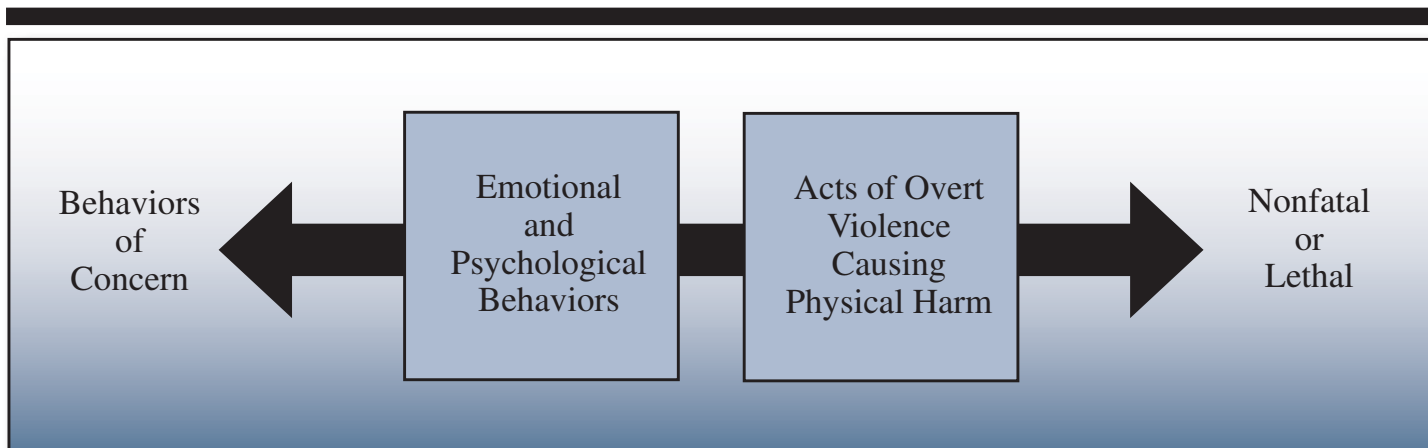 Behaviors
of
Concern
Emotional
and
Psychological
Behaviors
Acts of Overt
Violence
Causing
Physical Harm
Nonfatal
or
Lethal